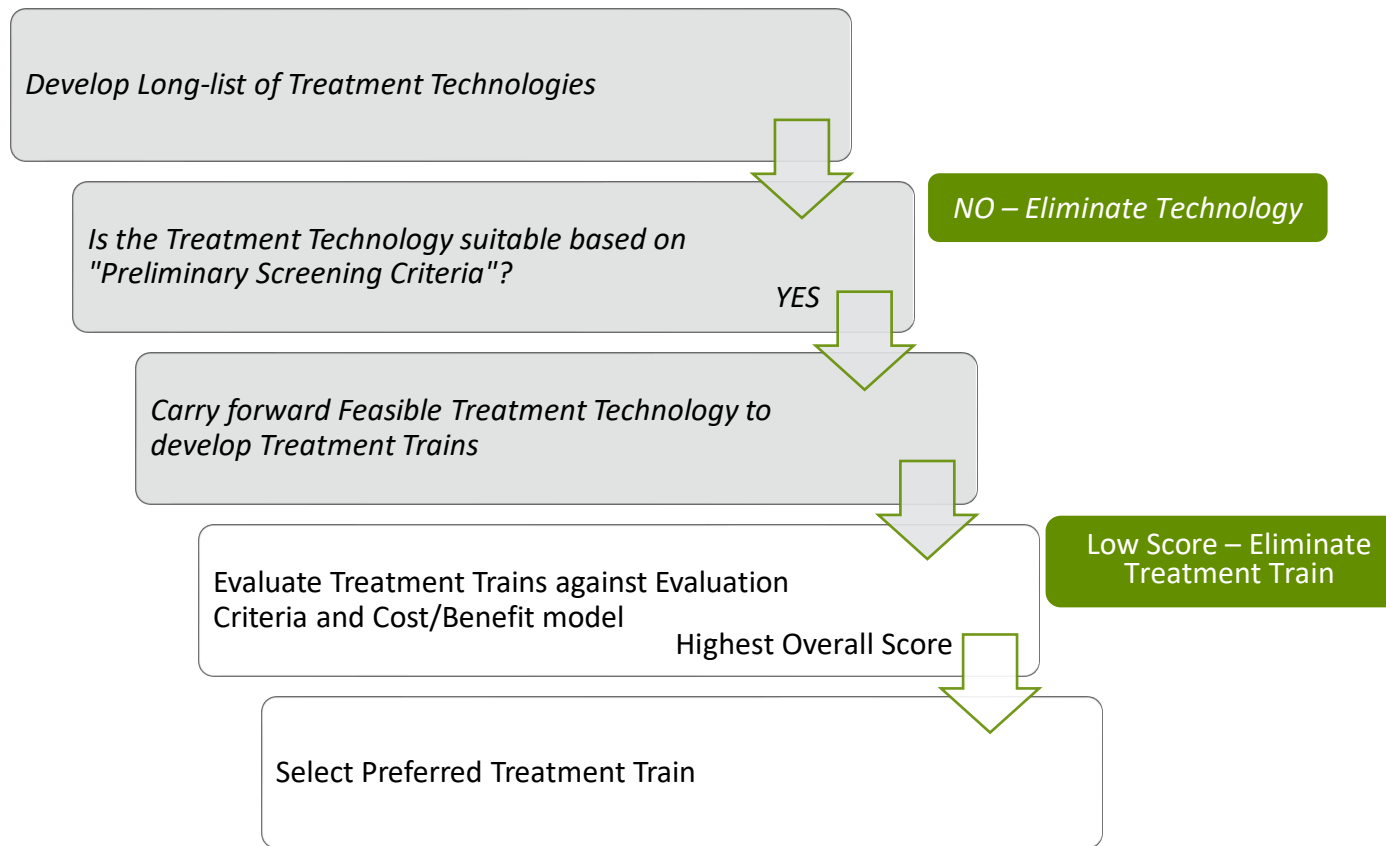 Develop Long-list of Treatment Technologies
NO – Eliminate Technology
Is the Treatment Technology suitable based on
"Preliminary Screening Criteria"?
YES
Carry forward Feasible Treatment Technology to
develop Treatment Trains
Low Score – Eliminate
Treatment Train
Evaluate Treatment Trains against Evaluation
Criteria and Cost/Benefit model
Highest Overall Score
Select Preferred Treatment Train